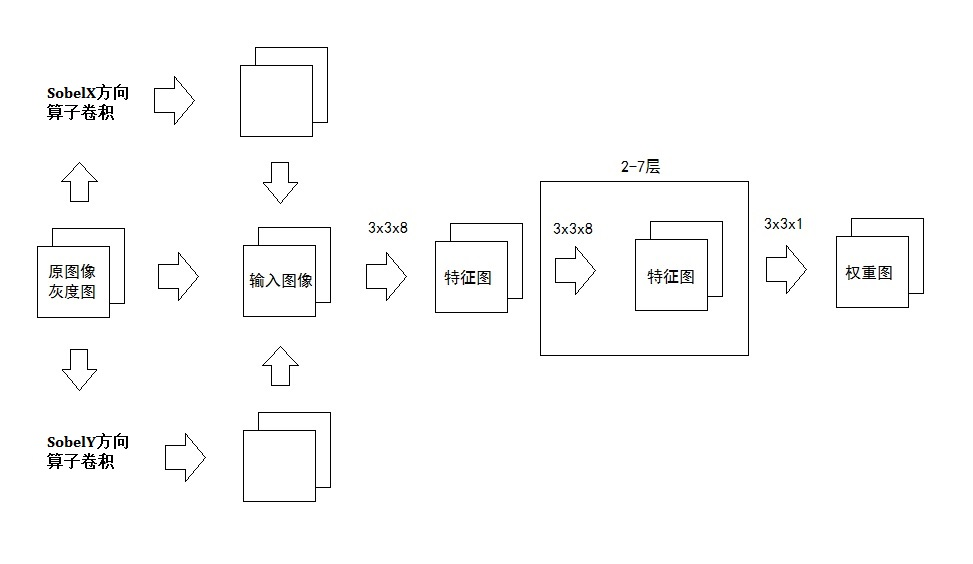 SobelX方向
算子卷积
2-7层
3x3x8
3x3x8
3x3x1
原图像
灰度图
输入图像
特征图
特征图
权重图
SobelY方向
算子卷积